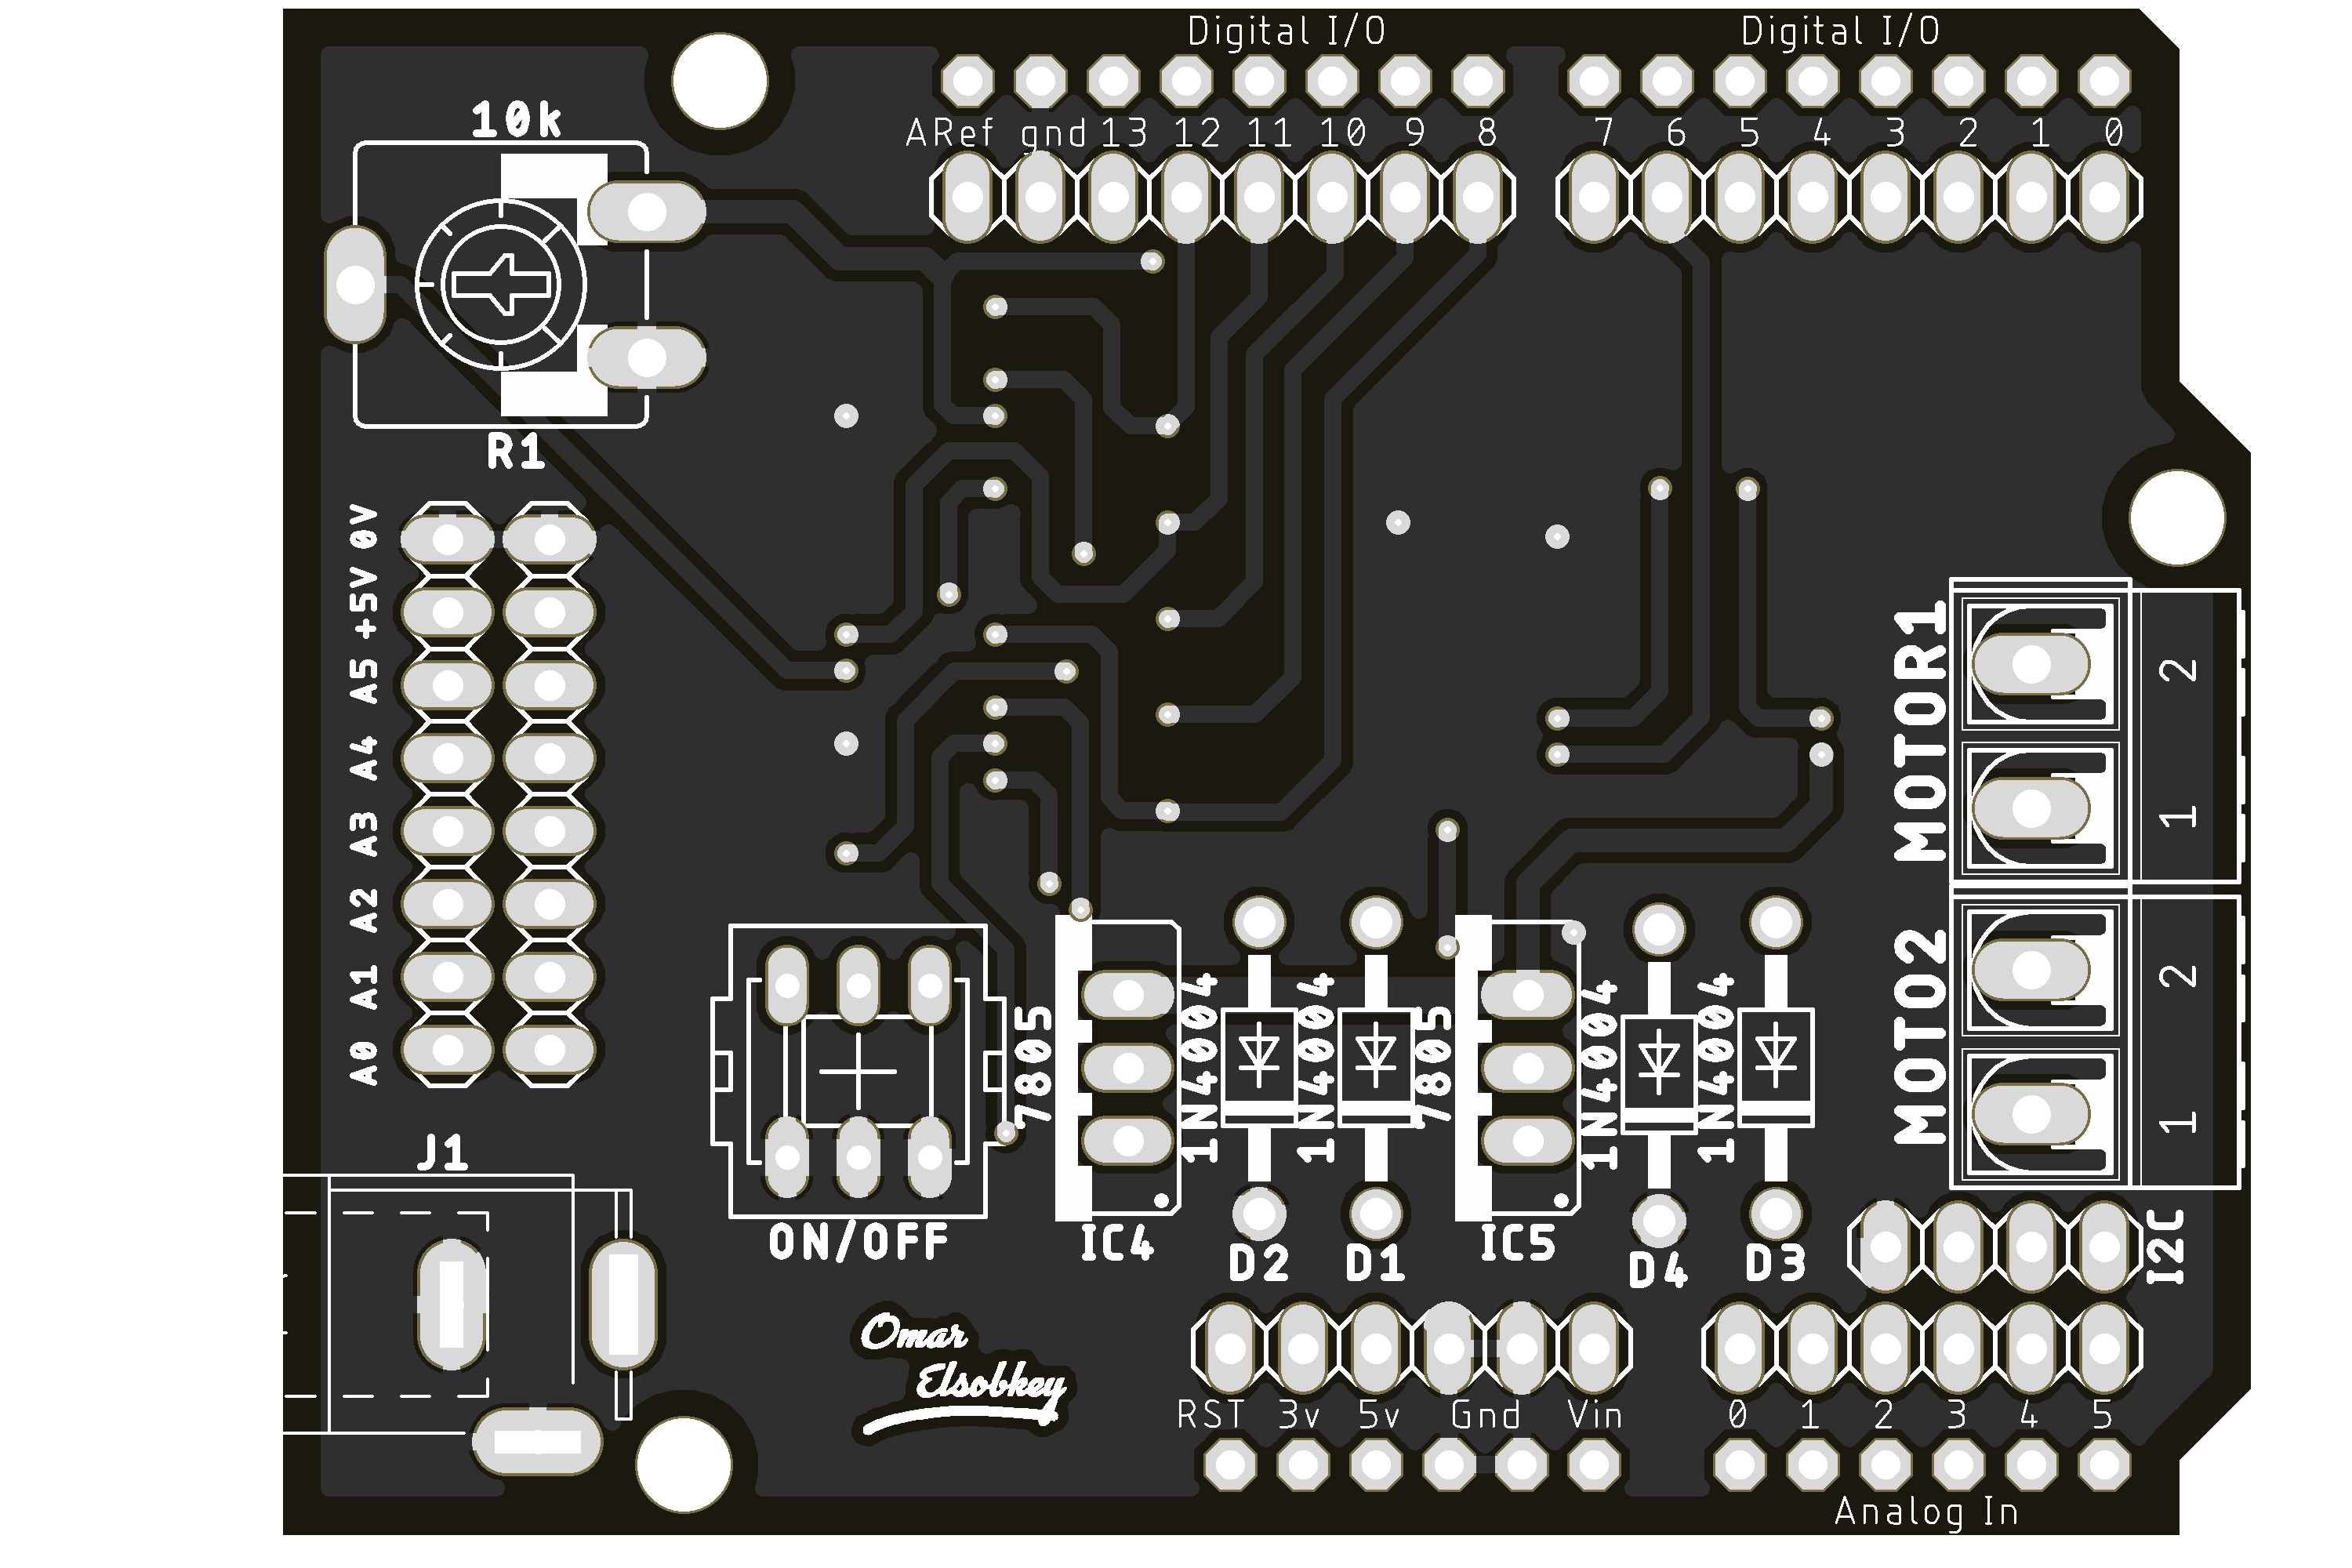 Digital I/O Digital I/O
10k
ARef gnd 13 12 11 10 9 8 7 6 5 4 3 2 1 0
R1
0V
+5V
A5
A4
A3
A2
A1
A0
MOTOR1
2
1
MOTO2
2
1
7805
1N4004
1N4004
7805
1N4004
1N4004
J1
ON/OFF
IC4
D2
D1
IC5
D4
D3
I2C
Omar
Elsobkey
RST 3v 5v Gnd Vin 0 1 2 3 4 5
Analog In